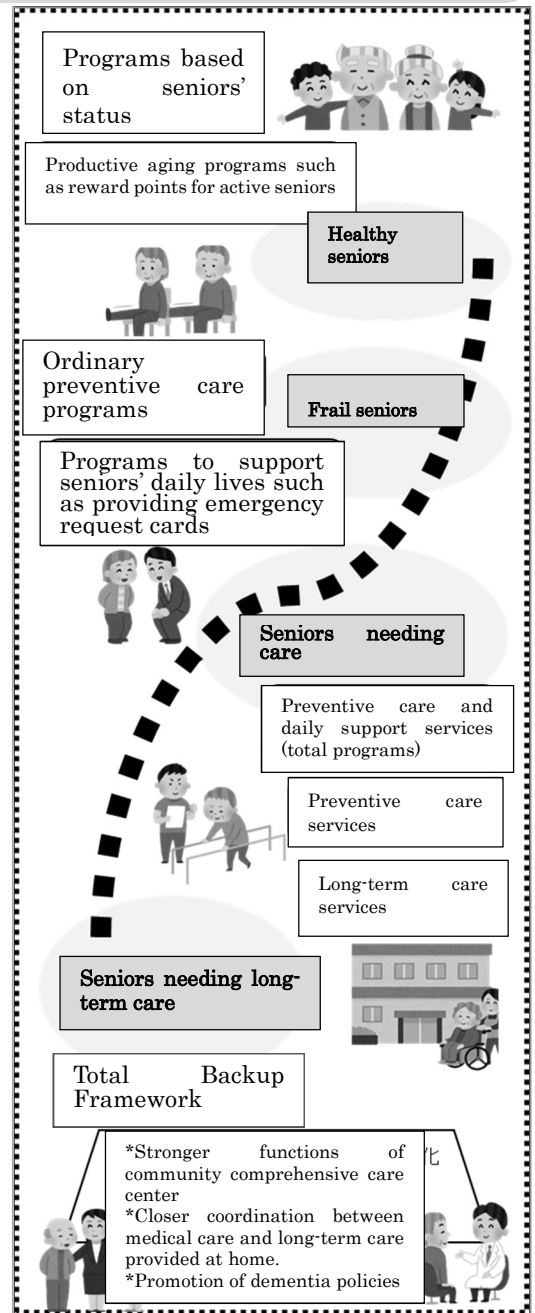 Programs based
on seniors'
status
Productive aging programs such
as reward points for active seniors
Healthy
seniors
Ordinary
preventive care
programs
Frail seniors
Programs to support
seniors' daily lives such
as providing emergency
request cards
Seniors needing
care
Preventive care and
daily support services
(total programs)
Preventive care
services
Long-term care
services
Seniors needing long-
term care
Total Backup
Framework
*Stronger functions of
community comprehensive care
center
*Closer coordination between
medical care and long-term care
provided at home.
*Promotion of dementia policies
化